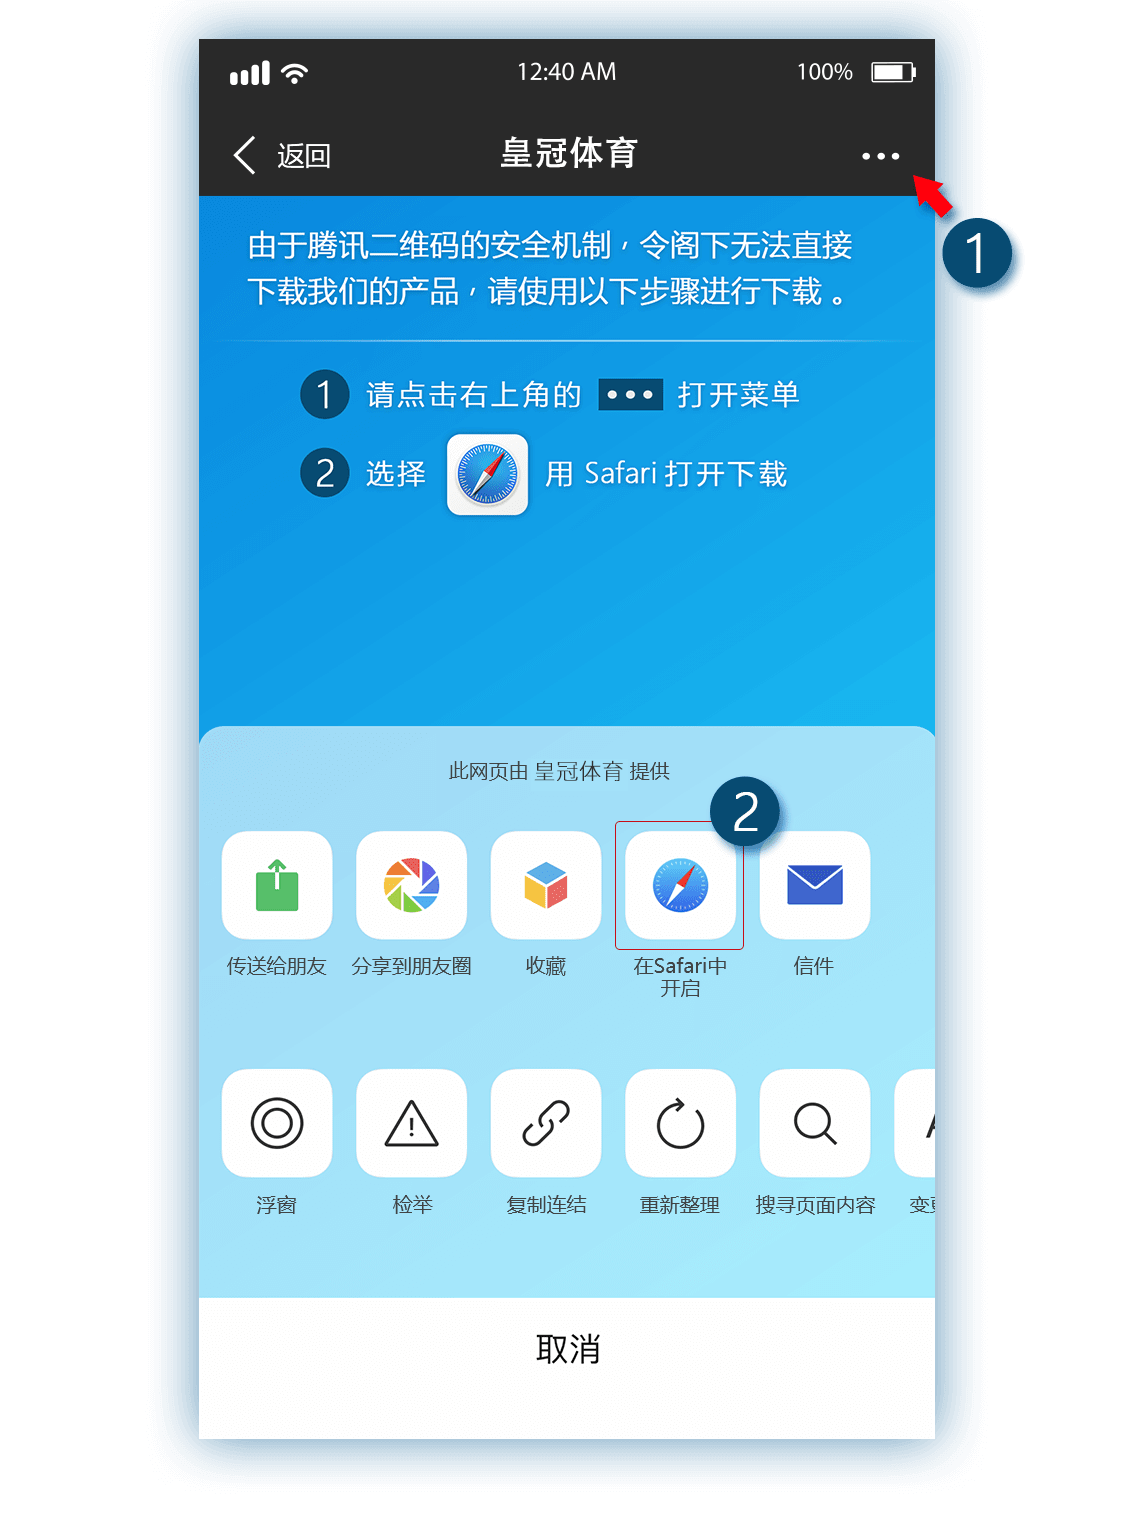 12:40 AM
100%
返回
皇冠体育
1
由于腾讯二维码的安全机制，令阁下无法直接
下载我们的产品，请使用以下步骤进行下载。
1 请点击右上角的 ••• 打开菜单
2 选择 用 Safari 打开下载
此网页由 皇冠体育 提供
2
传送给朋友
分享到朋友圈
收藏
在Safari中
开启
信件
浮窗
检举
复制连结
重新整理
搜寻页面内容
变
取消